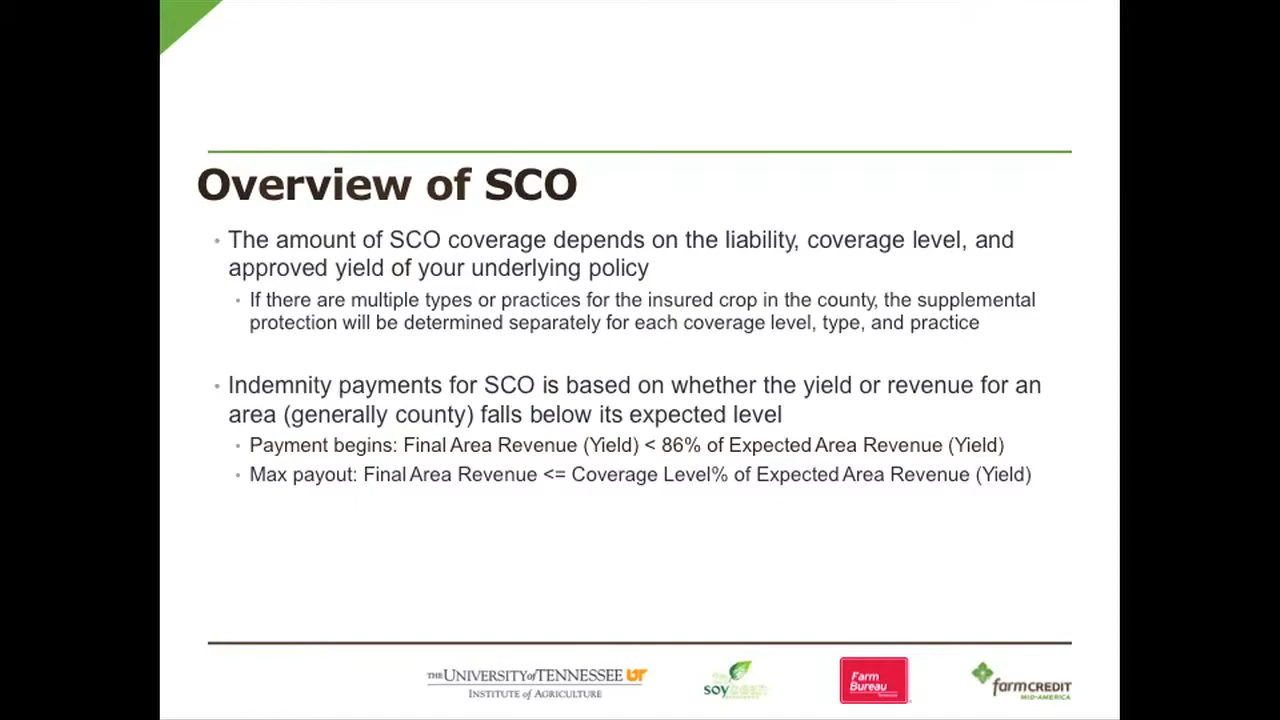 Overview of SCO
• The amount of SCO coverage depends on the liability, coverage level, and
approved yield of your underlying policy
• If there are multiple types or practices for the insured crop in the county, the supplemental
protection will be determined separately for each coverage level, type, and practice
• Indemnity payments for SCO is based on whether the yield or revenue for an
area (generally county) falls below its expected level
• Payment begins: Final Area Revenue (Yield) < 86% of Expected Area Revenue (Yield)
• Max payout: Final Area Revenue <= Coverage Level% of Expected Area Revenue (Yield)
THE UNIVERSITY of TENNESSEE UT
INSTITUTE of AGRICULTURE
soybean
Farm
Bureau
farm CREDIT
MID-AMERICA